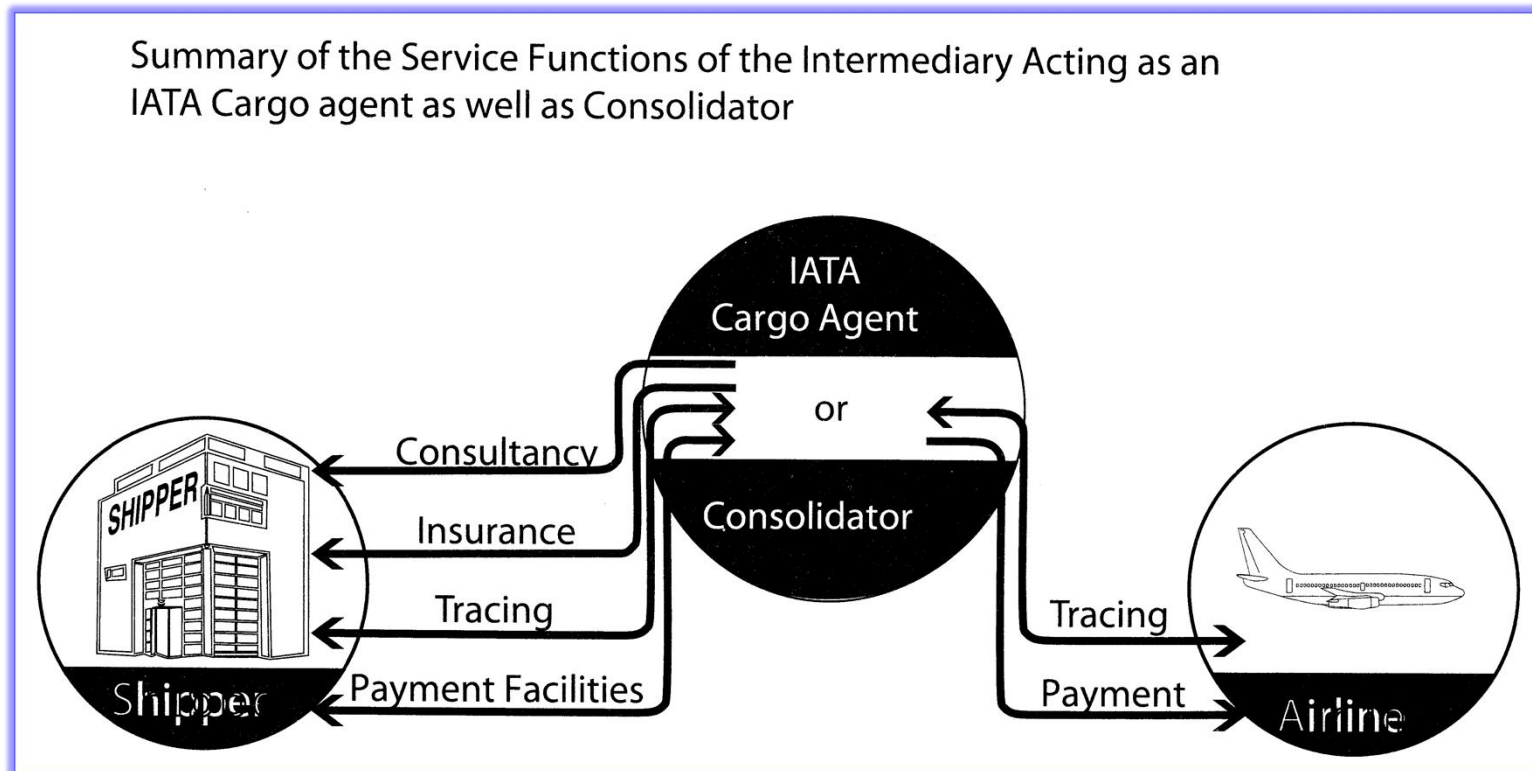 Summary of the Service Functions of the Intermediary Acting as an
IATA Cargo agent as well as Consolidator
IATA
Cargo Agent
or
Consolidator
Consultancy
Insurance
Tracing
Payment Facilities
SHIPPER
Shipper
Tracing
Payment
Airline